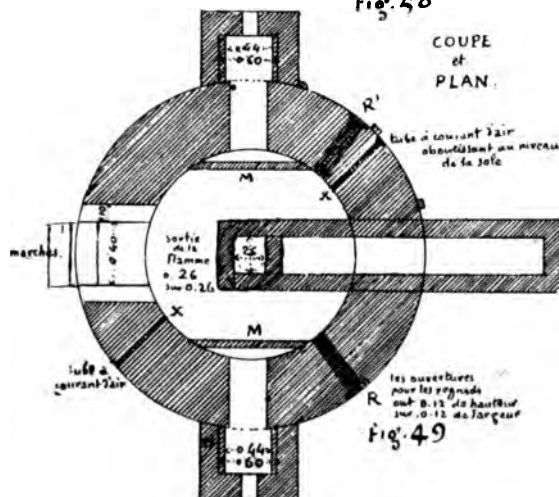 Fig. 48
COUPE
et
PLAN.
0.44
0.60
R'
tube à courant d'air
aboutissant au niveau
de la sole
X
M
marches.
0.60
sortie
de la
flamme
0.26
sur 0.26
X
M
tube à
courant d'air
R
les ouvertures
pour les regards
ont 0.12 de hauteur
sur 0.12 de largeur
0.44
0.60
Fig. 49